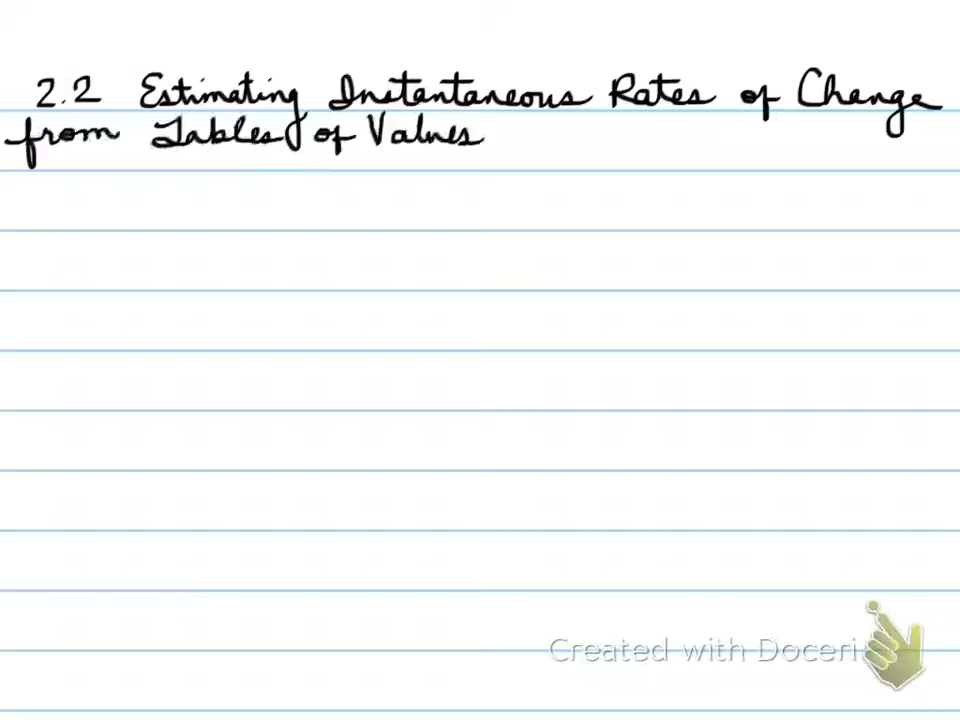 2.2 Estimating Instantaneous Rates of Change
from Tables of Values
Created with Doceri